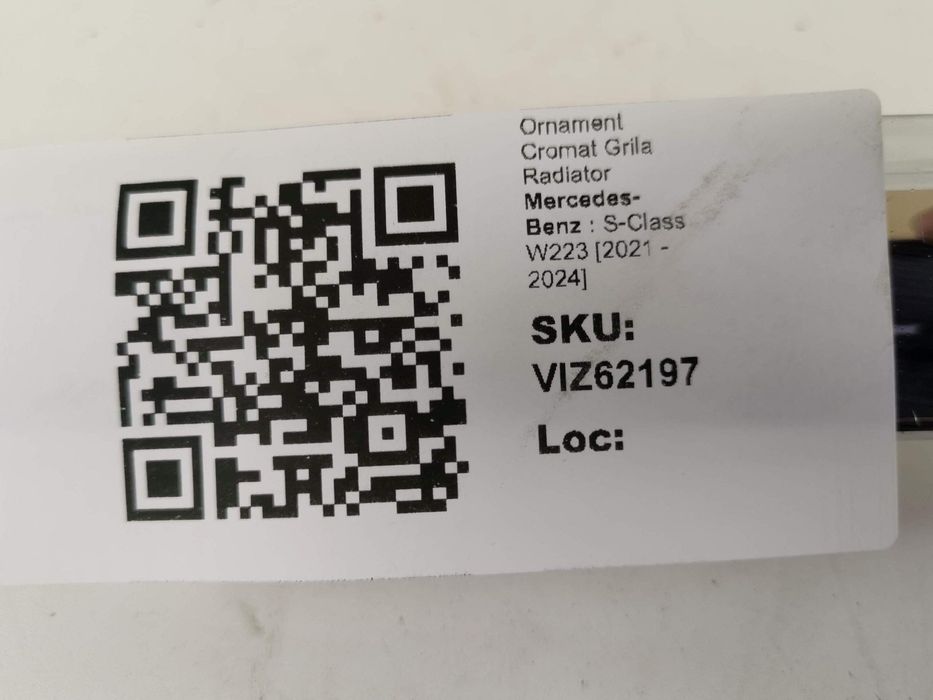 Ornament
Cromat Grila
Radiator
Mercedes-
Benz : S-Class
W223 [2021 -
2024]
SKU:
VIZ62197
Loc: